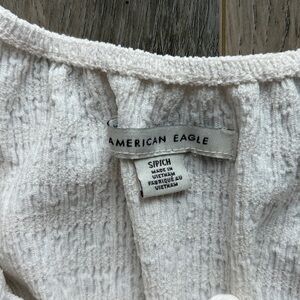 AMERICAN EAGLE
S/P/CH
MADE IN
VIETNAM
FABRIQUÉ AU
VIETNAM